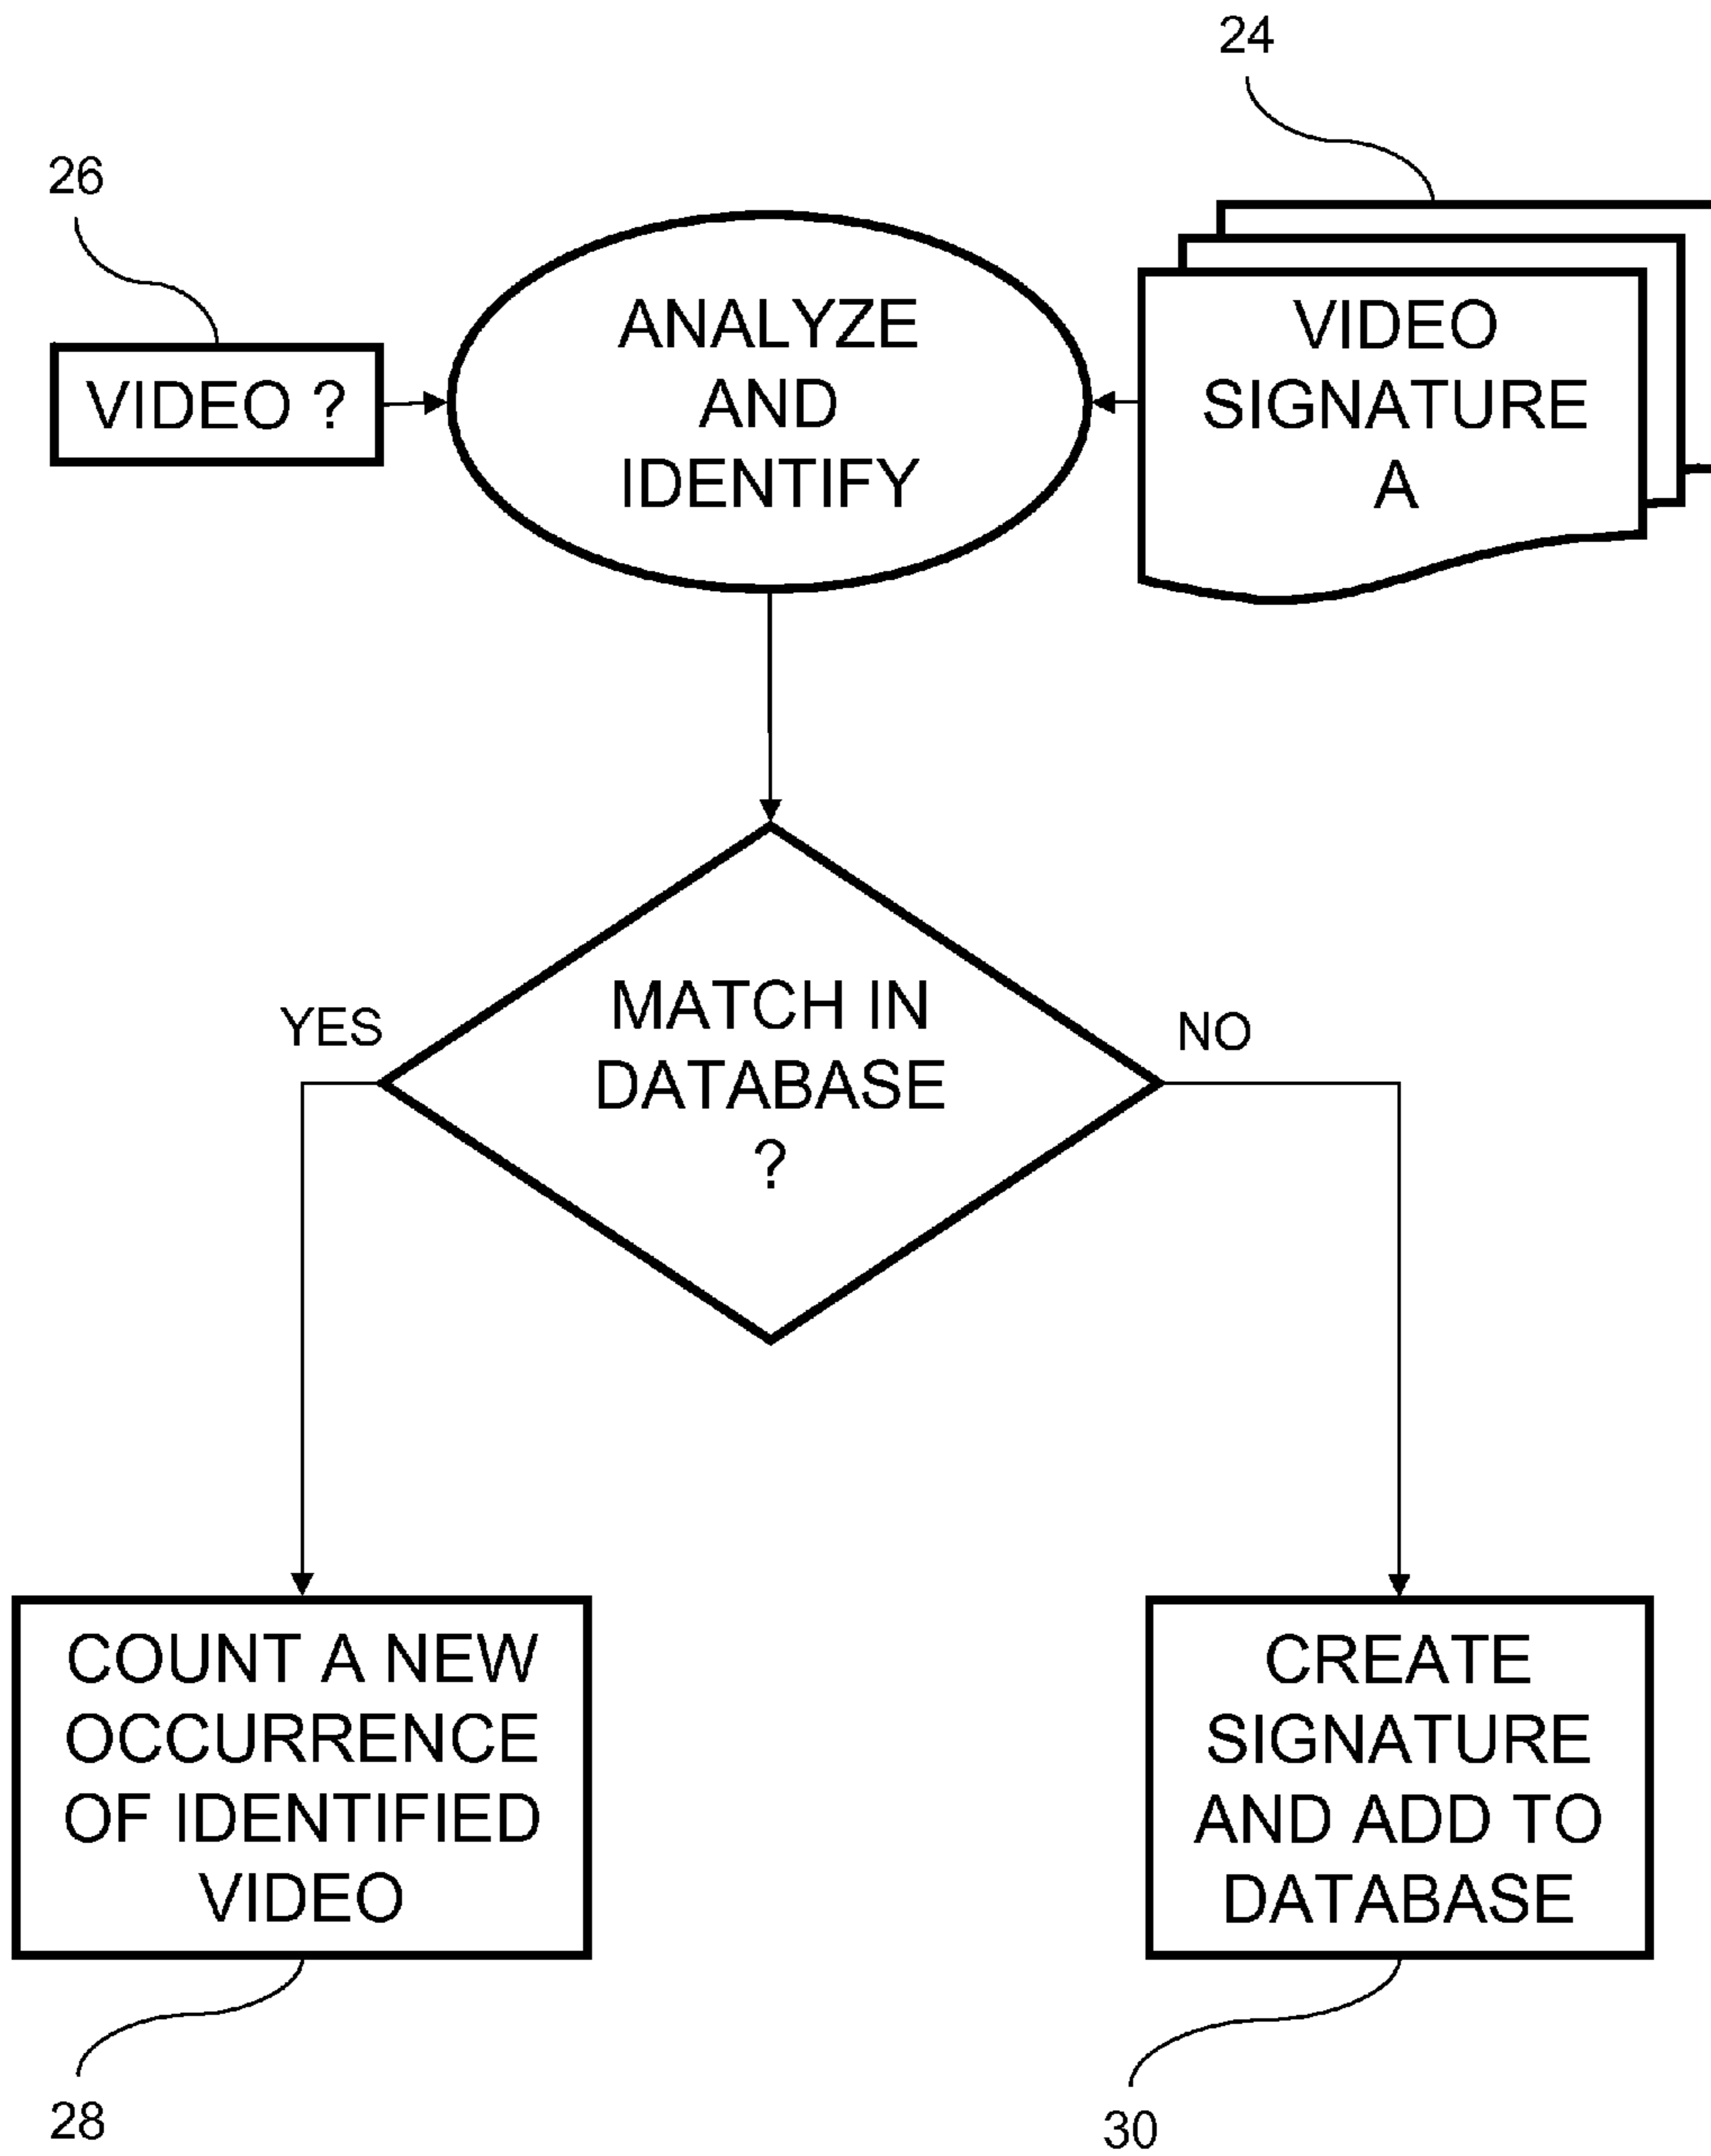 24
26
VIDEO ?
ANALYZE
AND
IDENTIFY
VIDEO
SIGNATURE
A
MATCH IN
DATABASE
?
YES
NO
COUNT A NEW
OCCURRENCE
OF IDENTIFIED
VIDEO
CREATE
SIGNATURE
AND ADD TO
DATABASE
28
30